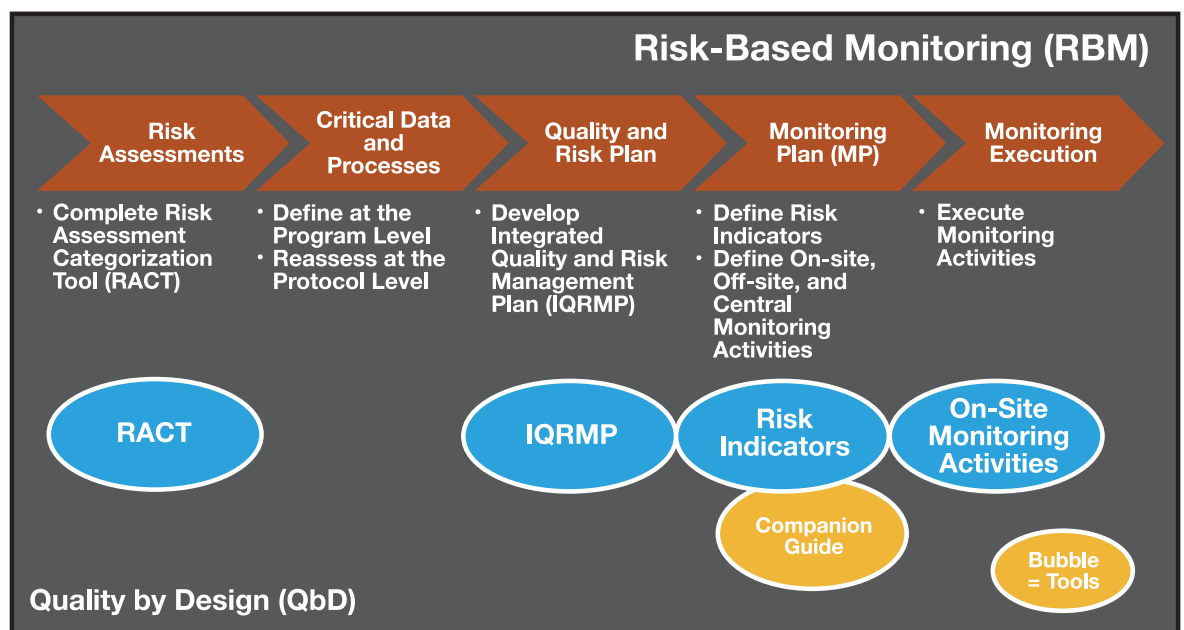 Risk-Based Monitoring (RBM)
Risk
Assessments
Critical Data
and
Processes
Quality and
Risk Plan
Monitoring
Plan (MP)
Monitoring
Execution
• Complete Risk
Assessment
Categorization
Tool (RACT)
• Define at the
Program Level
• Reassess at the
Protocol Level
• Develop
Integrated
Quality and Risk
Management
Plan (IQRMP)
• Define Risk
Indicators
• Define On-site,
Off-site, and
Central
Monitoring
Activities
• Execute
Monitoring
Activities
RACT
IQRMP
Risk
Indicators
On-Site
Monitoring
Activities
Companion
Guide
Bubble
= Tools
Quality by Design (QbD)